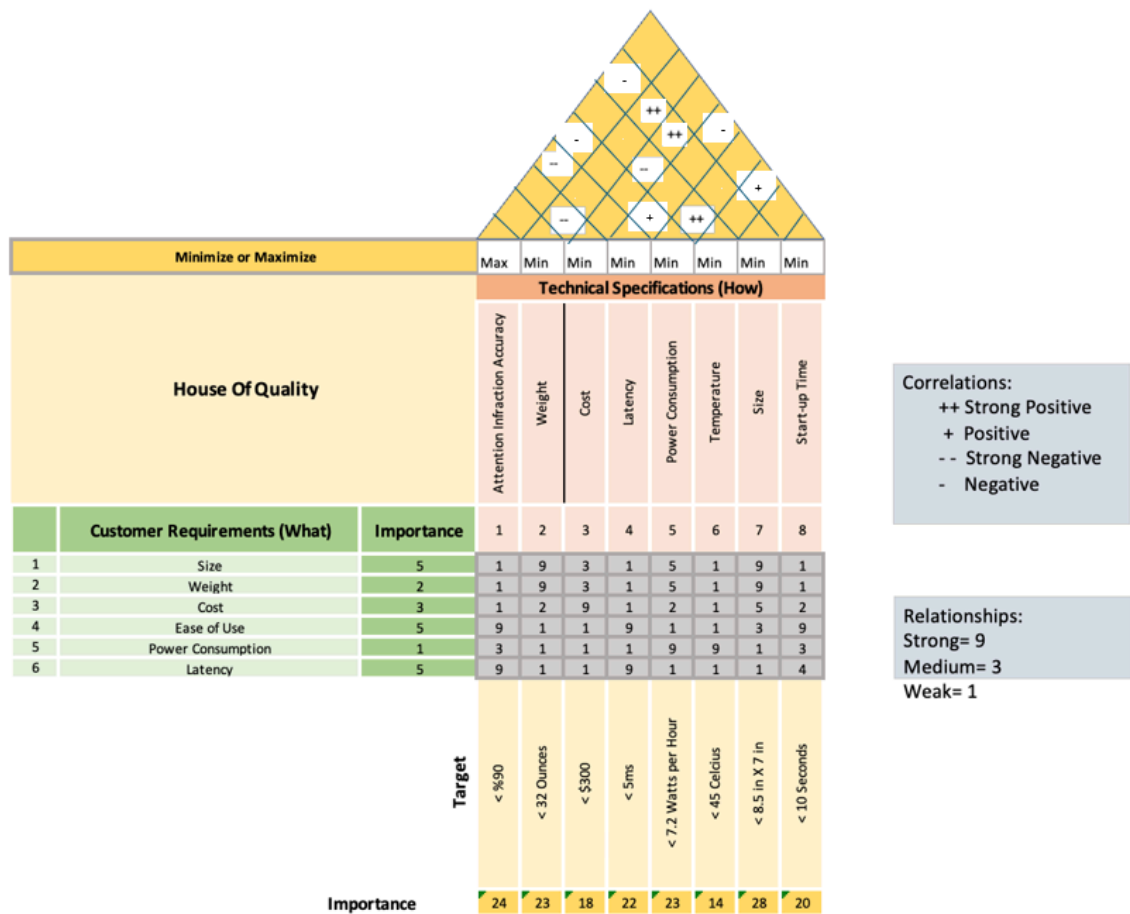 -
++
++
-
-
--
--
+
--
+
++
Minimize or Maximize
Max Min Min Min Min Min Min Min
Technical Specifications (How)
House Of Quality
Attention Infraction Accuracy
Weight
Cost
Latency
Power Consumption
Temperature
Size
Start-up Time
Customer Requirements (What) Importance 1 2 3 4 5 6 7 8
1 Size 5 1 9 3 1 5 1 9 1
2 Weight 2 1 9 3 1 5 1 9 1
3 Cost 3 1 2 9 1 2 1 5 2
4 Ease of Use 5 9 1 1 9 1 1 3 9
5 Power Consumption 1 3 1 1 1 9 9 1 3
6 Latency 5 9 1 1 9 1 1 1 4
Target
< %90
< 32 Ounces
< $300
< 5ms
< 7.2 Watts per Hour
< 45 Celcius
< 8.5 in X 7 in
< 10 Seconds
Importance 24 23 18 22 23 14 28 20
Correlations:
++ Strong Positive
+ Positive
- - Strong Negative
- Negative
Relationships:
Strong= 9
Medium= 3
Weak= 1